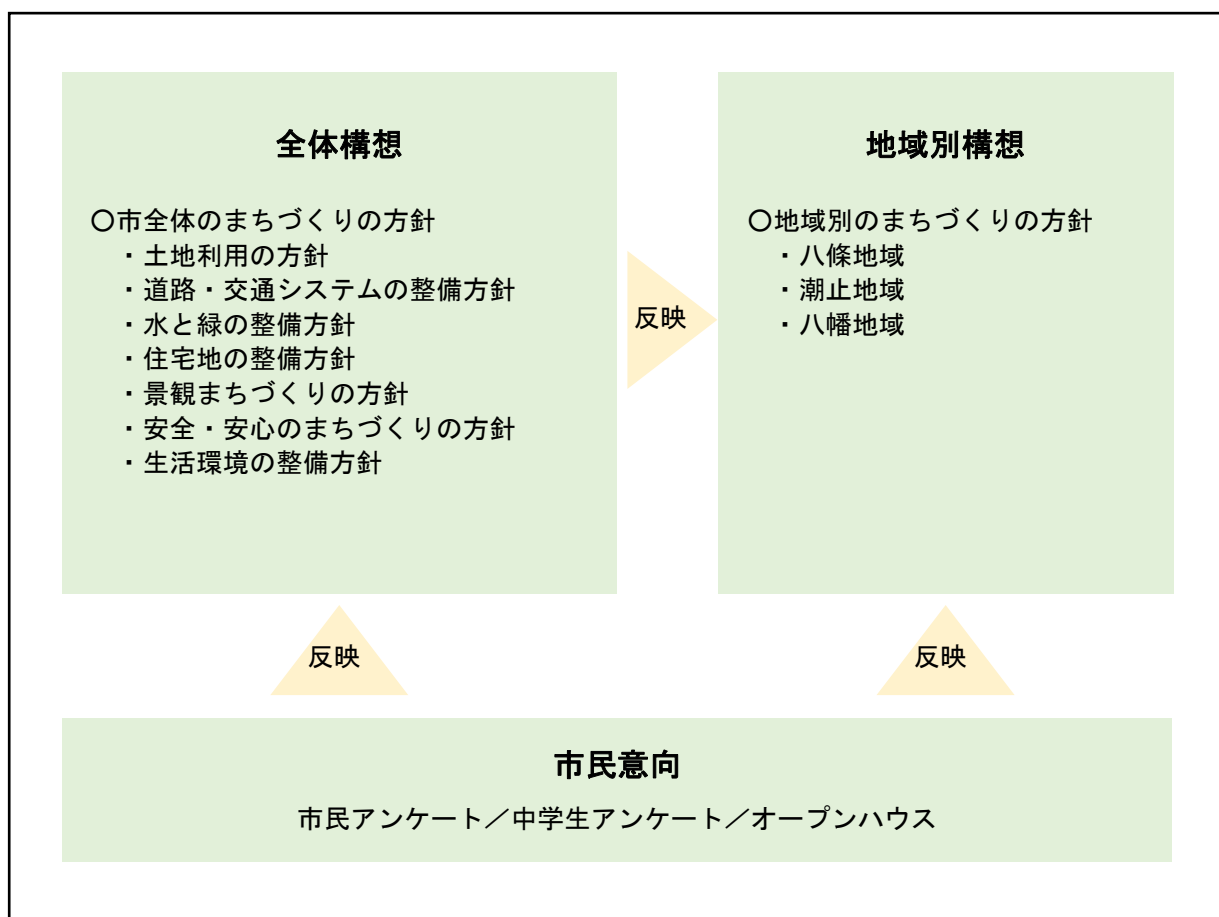 全体構想
〇市全体のまちづくりの方針
・土地利用の方針
・道路・交通システムの整備方針
・水と緑の整備方針
・住宅地の整備方針
・景観まちづくりの方針
・安全・安心のまちづくりの方針
・生活環境の整備方針
反映
地域別構想
〇地域別のまちづくりの方針
・八條地域
・潮止地域
・八幡地域
反映
反映
市民意向
市民アンケート／中学生アンケート／オープンハウス